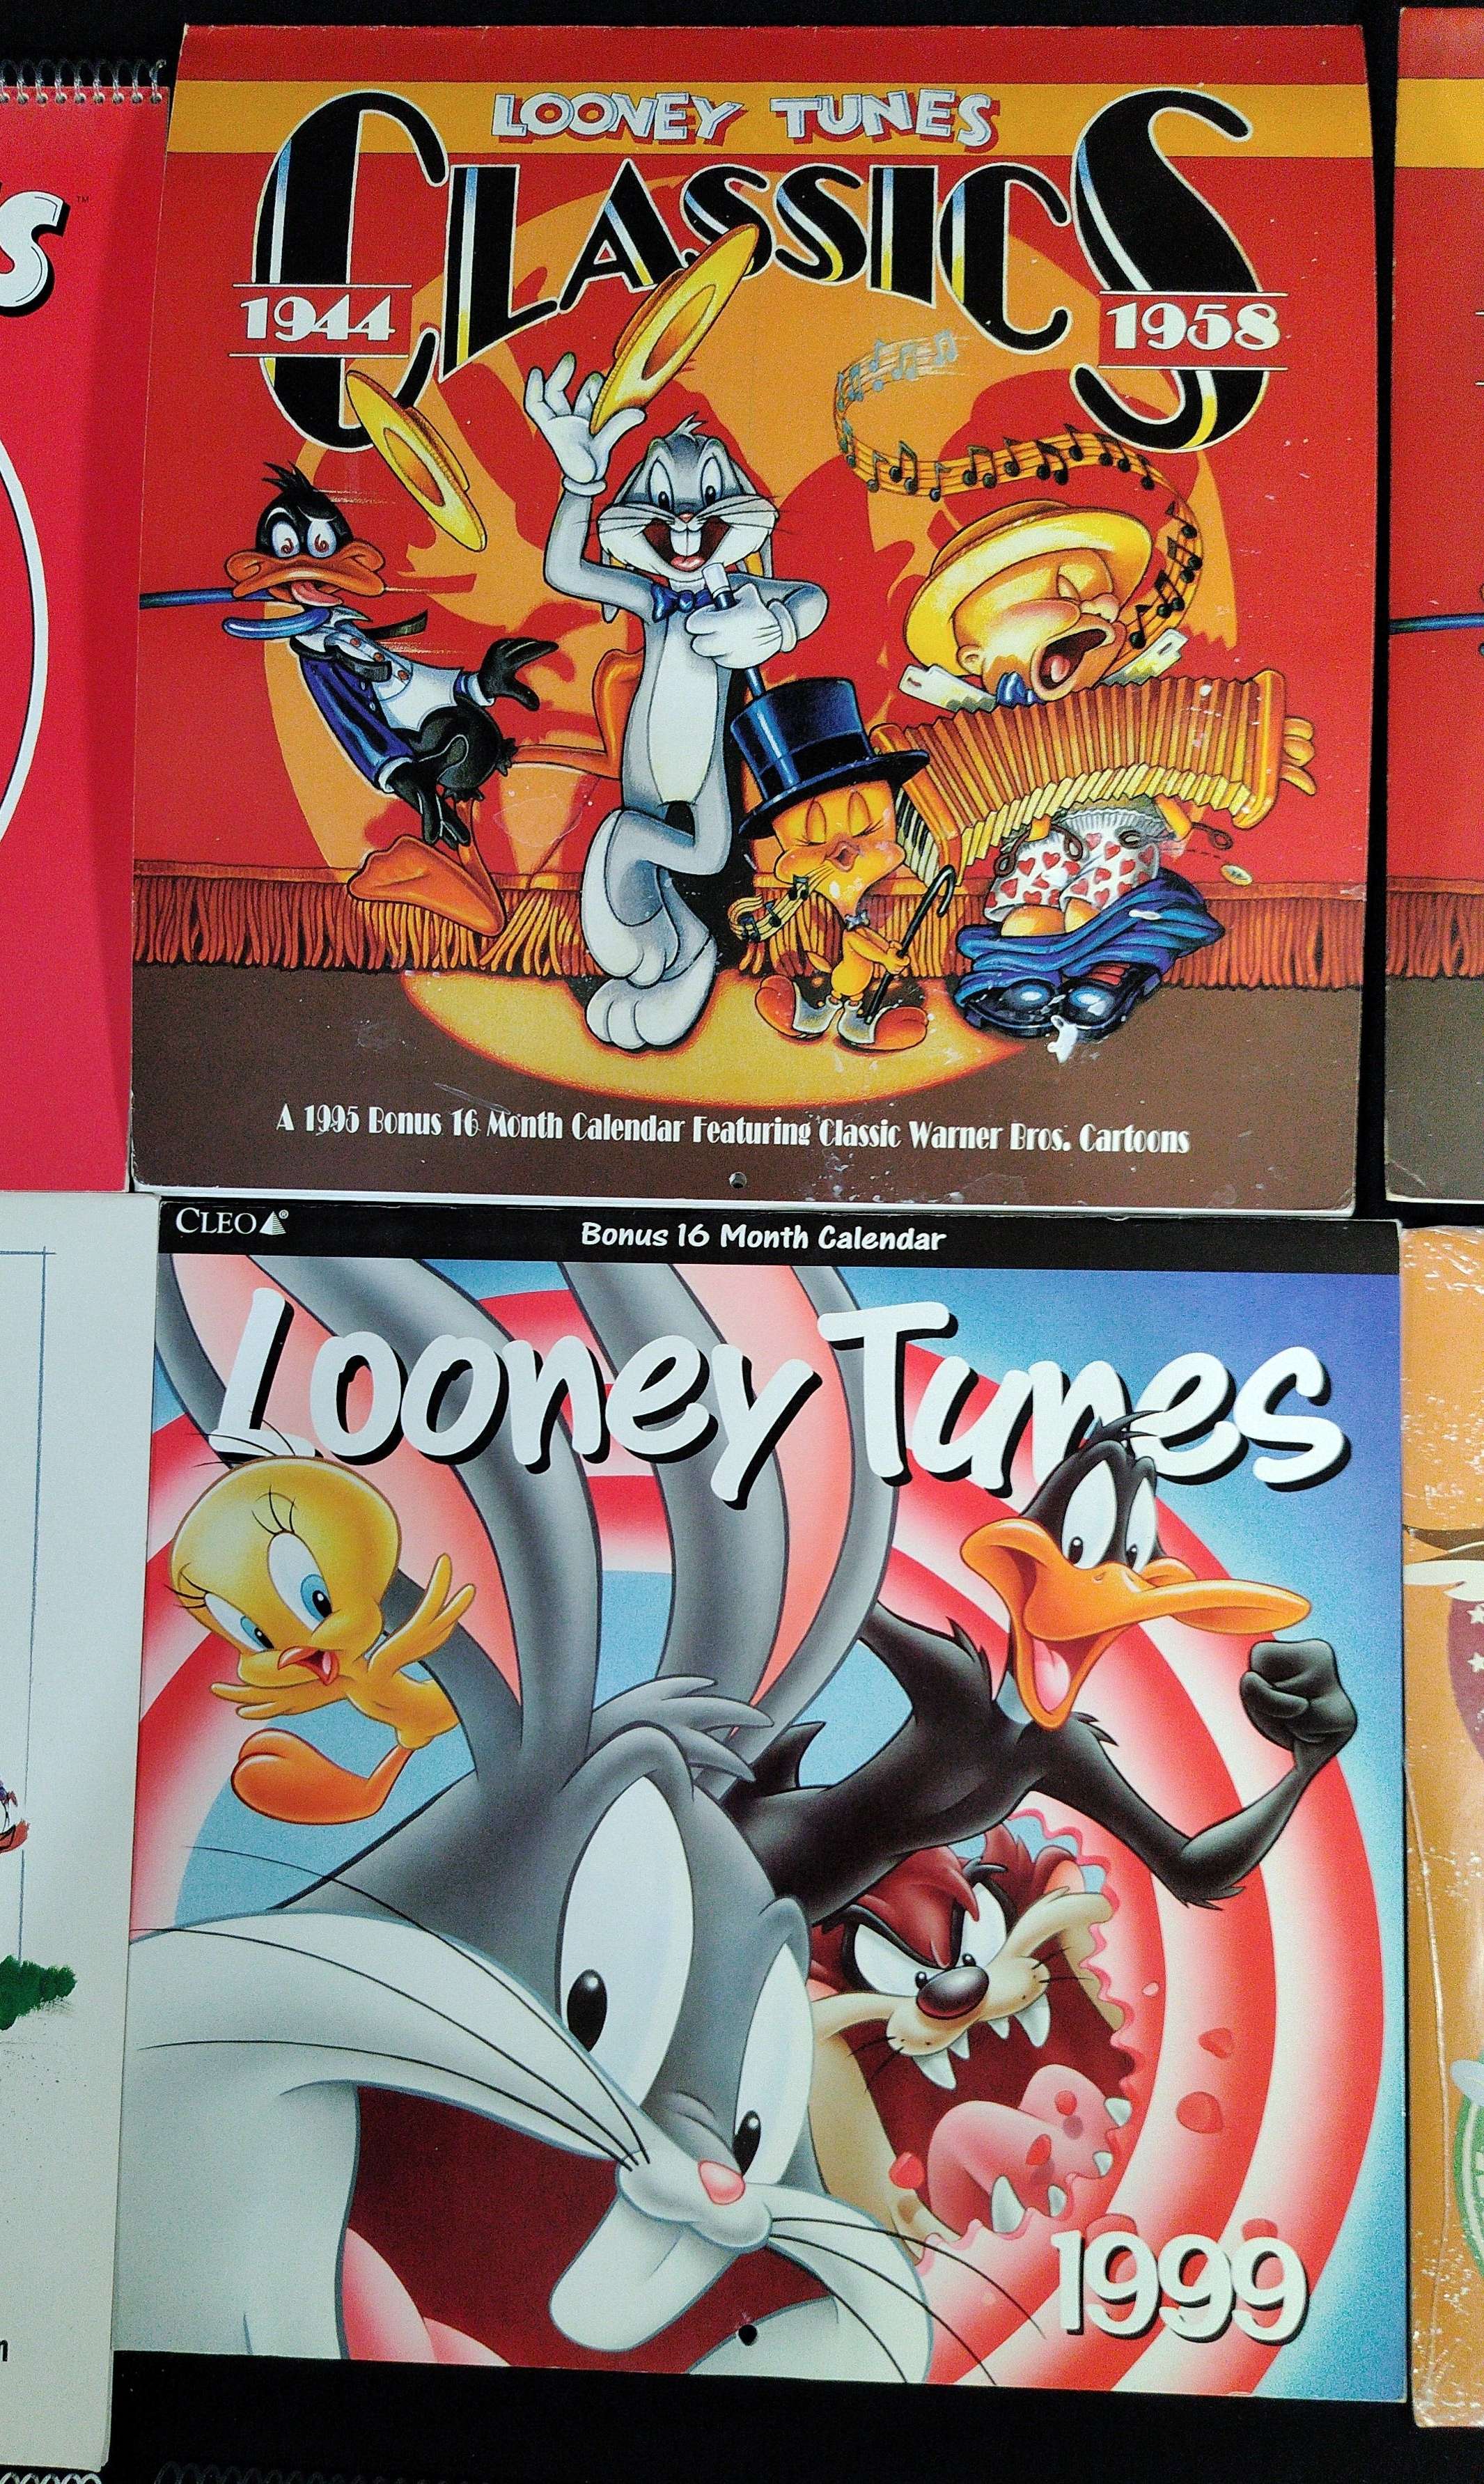 S™
LOONEY TUNES
CLASSICS
1944
1958
A 1995 Bonus 16 Month Calendar Featuring Classic Warner Bros. Cartoons
CLEO®
Bonus 16 Month Calendar
Looney Tunes
1999